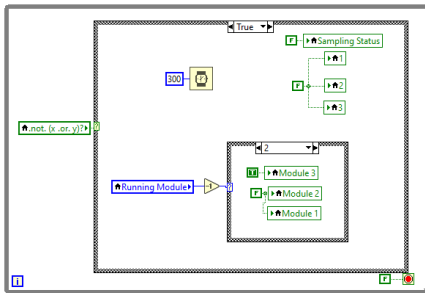 True
F Sampling Status
1
300
F 2
3
.not. (x .or. y)?
2
T Module 3
Running Module -1 F Module 2
Module 1
i
F